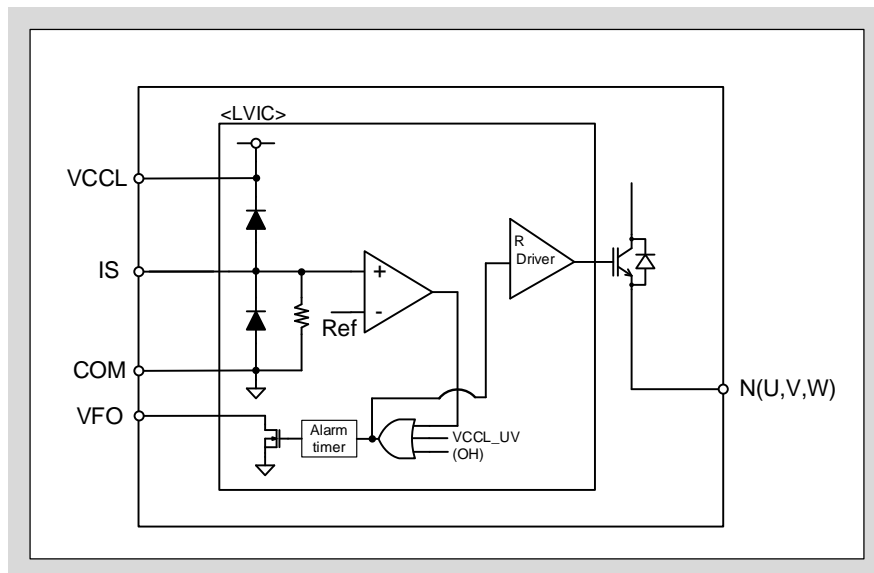 <LVIC>
VCCL
IS
COM
VFO
+
-
Ref
R
Driver
N(U,V,W)
Alarm
timer
VCCL_UV
(OH)